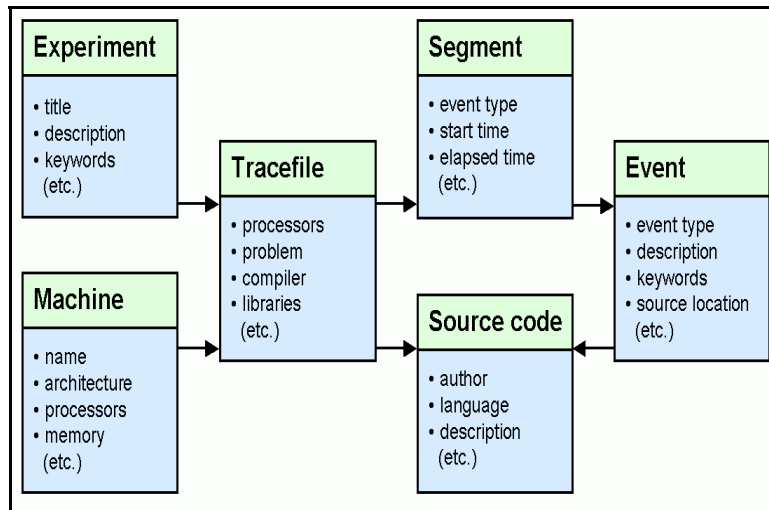 Experiment
• title
• description
• keywords
(etc.)
Machine
• name
• architecture
• processors
• memory
(etc.)
Tracefile
• processors
• problem
• compiler
• libraries
(etc.)
Segment
• event type
• start time
• elapsed time
(etc.)
Source code
• author
• language
• description
(etc.)
Event
• event type
• description
• keywords
• source location
(etc.)